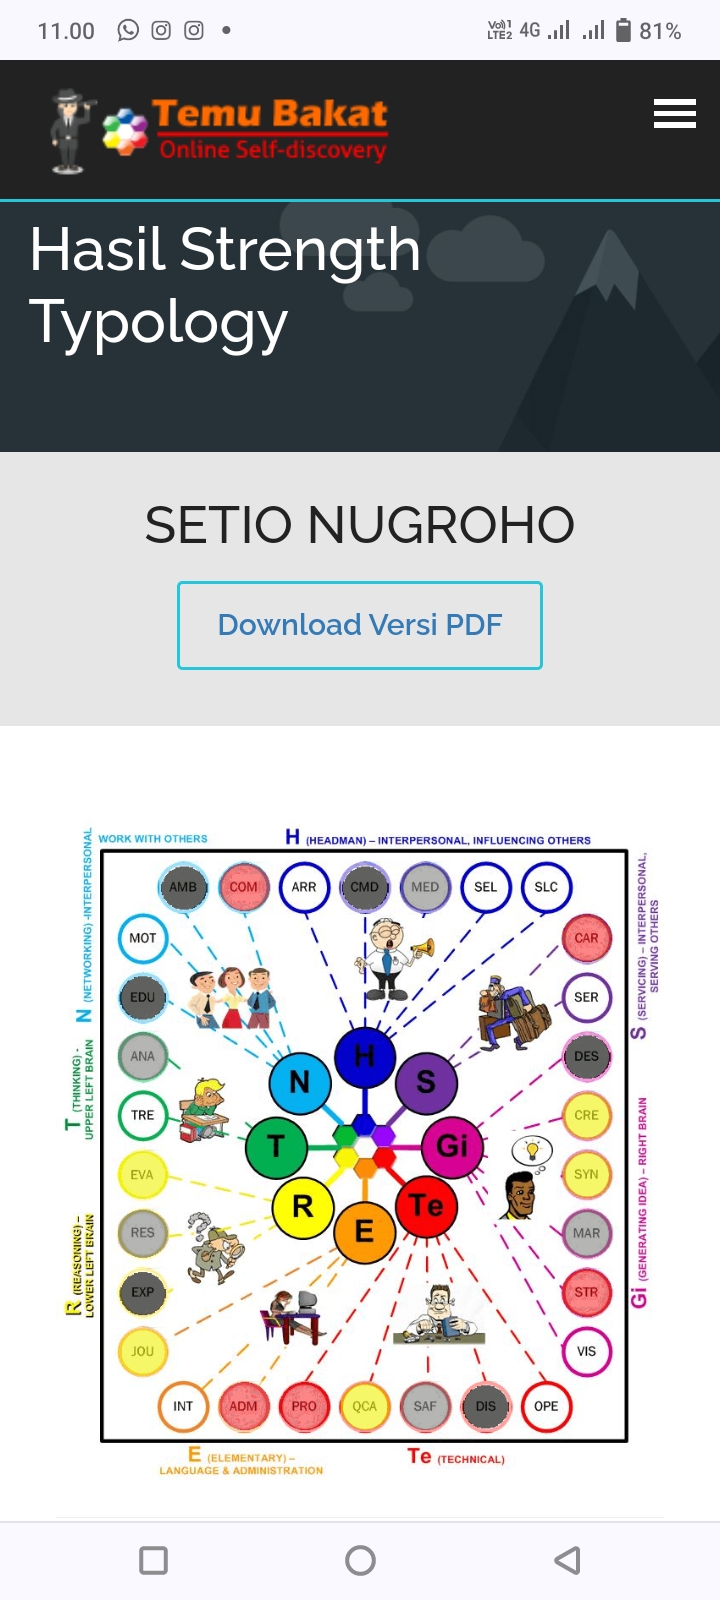 11.00
Vo)) 1
LTE2
4G
81%
Temu Bakat
Online Self-discovery
Hasil Strength
Typology
SETIO NUGROHO
Download Versi PDF
WORK WITH OTHERS
H (HEADMAN) – INTERPERSONAL, INFLUENCING OTHERS
N (NETWORKING) -INTERPERSONAL
T (THINKING) -
UPPER LEFT BRAIN
R (REASONING) –
LOWER LEFT BRAIN
S (SERVICING) – INTERPERSONAL,
SERVING OTHERS
Gi (GENERATING IDEA) – RIGHT BRAIN
AMB COM ARR CMD MED SEL SLC
MOT CAR
EDU SER
ANA DES
TRE CRE
EVA SYN
RES MAR
EXP STR
JOU VIS
H
N S
T Gi
R Te
E
INT ADM PRO QCA SAF DIS OPE
E (ELEMENTARY) –
LANGUAGE & ADMINISTRATION
Te (TECHNICAL)